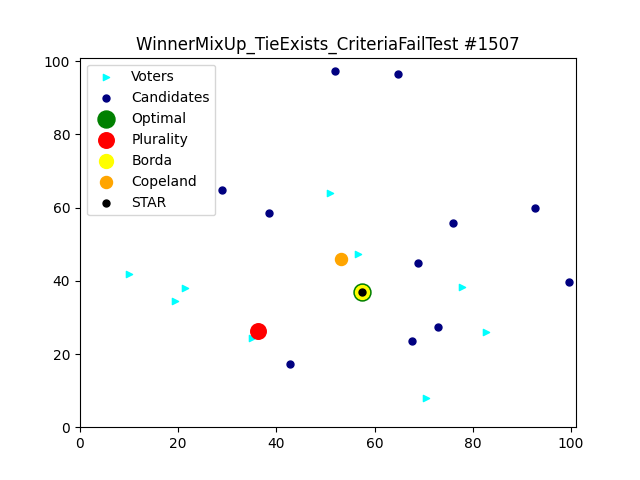 WinnerMixUp_TieExists_CriteriaFailTest #1507
100
80
60
40
20
0
Voters
Candidates
Optimal
Plurality
Borda
Copeland
STAR
0 20 40 60 80 100